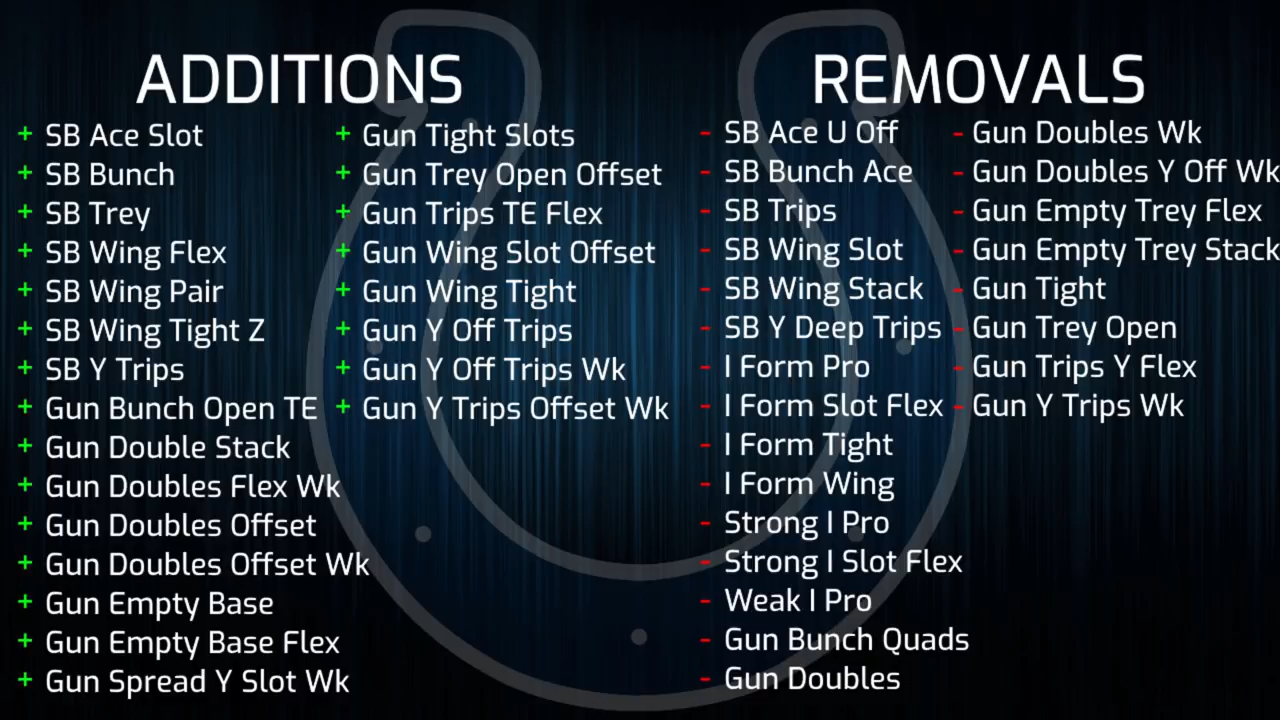 ADDITIONS
+ SB Ace Slot
+ SB Bunch
+ SB Trey
+ SB Wing Flex
+ SB Wing Pair
+ SB Wing Tight Z
+ SB Y Trips
+ Gun Bunch Open TE
+ Gun Double Stack
+ Gun Doubles Flex Wk
+ Gun Doubles Offset
+ Gun Doubles Offset Wk
+ Gun Empty Base
+ Gun Empty Base Flex
+ Gun Spread Y Slot Wk
+ Gun Tight Slots
+ Gun Trey Open Offset
+ Gun Trips TE Flex
+ Gun Wing Slot Offset
+ Gun Wing Tight
+ Gun Y Off Trips
+ Gun Y Off Trips Wk
+ Gun Y Trips Offset Wk
REMOVALS
- SB Ace U Off
- SB Bunch Ace
- SB Trips
- SB Wing Slot
- SB Wing Stack
- SB Y Deep Trips
- I Form Pro
- I Form Slot Flex
- I Form Tight
- I Form Wing
- Strong I Pro
- Strong I Slot Flex
- Weak I Pro
- Gun Bunch Quads
- Gun Doubles
- Gun Doubles Wk
- Gun Doubles Y Off Wk
- Gun Empty Trey Flex
- Gun Empty Trey Stack
- Gun Tight
- Gun Trey Open
- Gun Trips Y Flex
- Gun Y Trips Wk